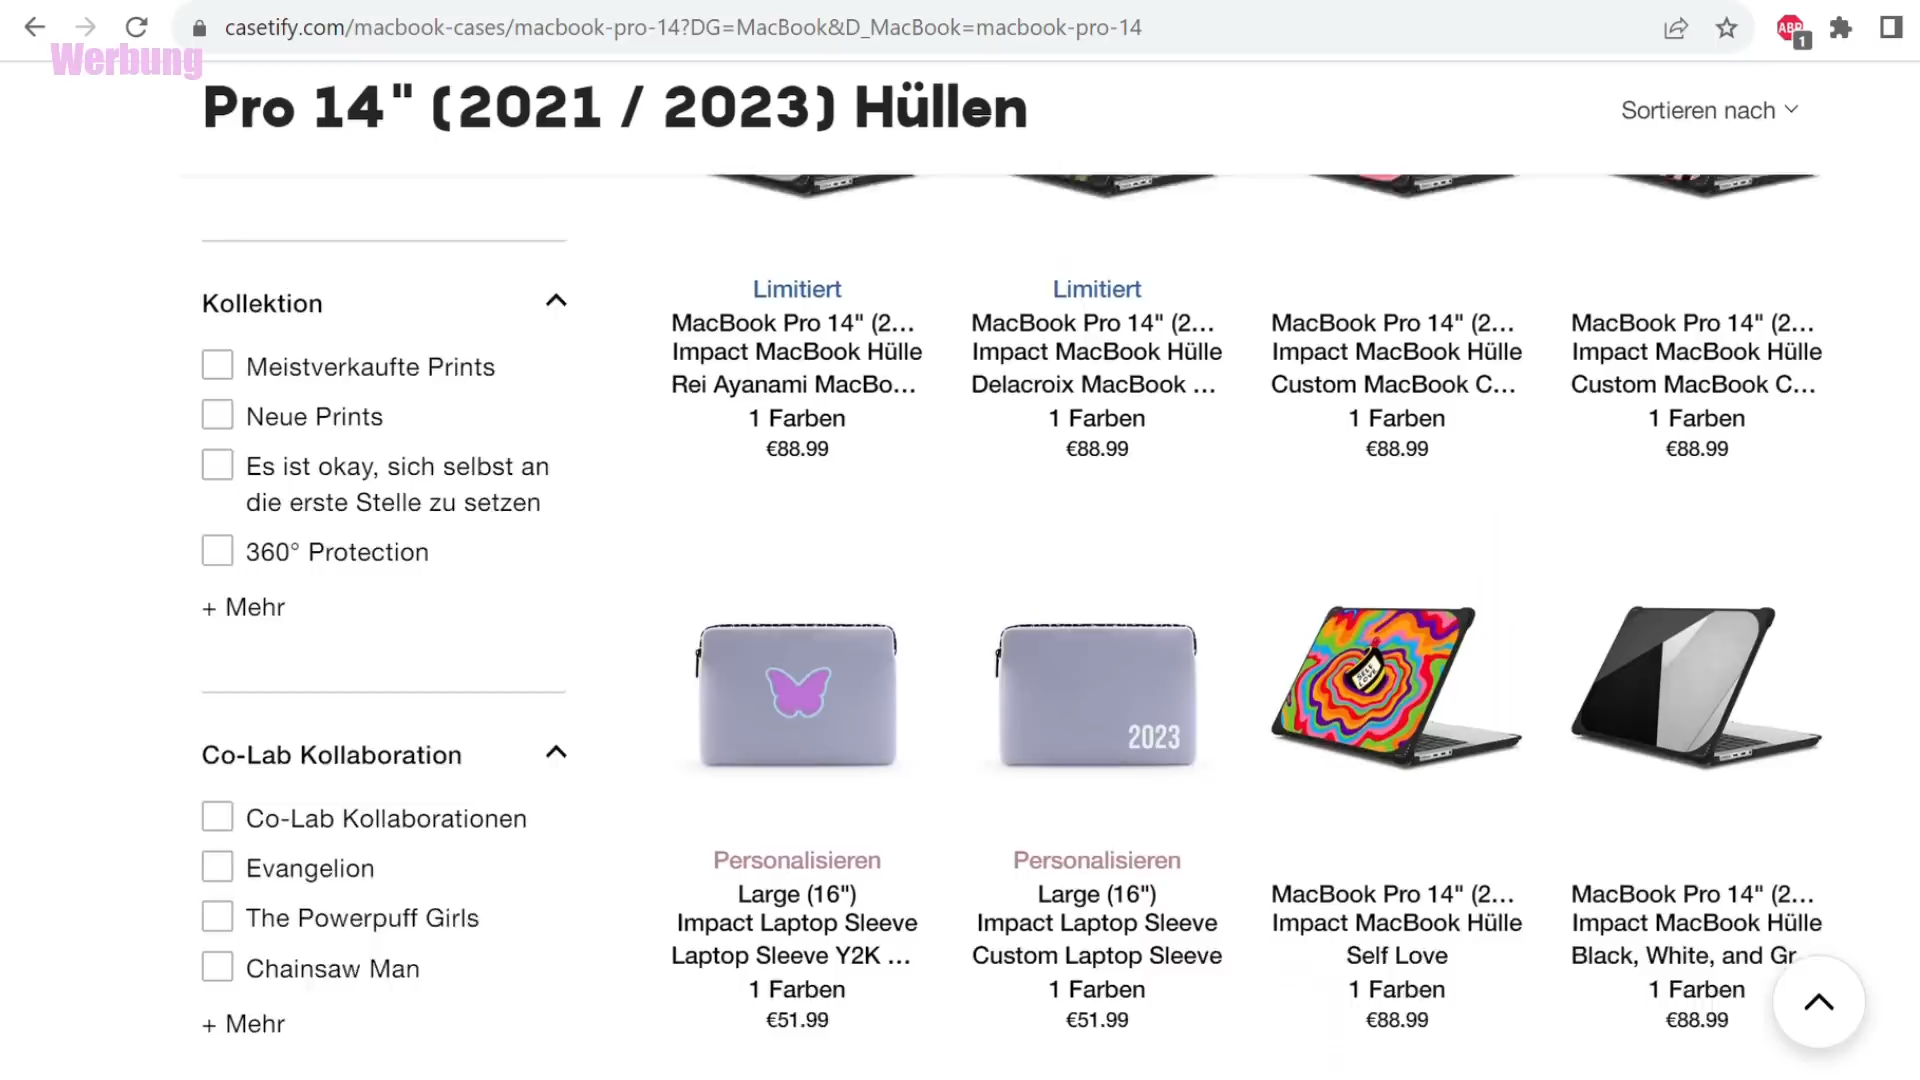 casetify.com/macbook-cases/macbook-pro-14?DG=MacBook&D_MacBook=macbook-pro-14
ABP
1
Werbung
Pro 14" (2021 / 2023) Hüllen
Sortieren nach
Kollektion
Meistverkaufte Prints
Neue Prints
Es ist okay, sich selbst an
die erste Stelle zu setzen
360° Protection
+ Mehr
Co-Lab Kollaboration
Co-Lab Kollaborationen
Evangelion
The Powerpuff Girls
Chainsaw Man
+ Mehr
Limitiert
MacBook Pro 14" (2...
Impact MacBook Hülle
Rei Ayanami MacBo...
1 Farben
€88.99
Limitiert
MacBook Pro 14" (2...
Impact MacBook Hülle
Delacroix MacBook ...
1 Farben
€88.99
MacBook Pro 14" (2...
Impact MacBook Hülle
Custom MacBook C...
1 Farben
€88.99
MacBook Pro 14" (2...
Impact MacBook Hülle
Custom MacBook C...
1 Farben
€88.99
Personalisieren
Large (16")
Impact Laptop Sleeve
Laptop Sleeve Y2K ...
1 Farben
€51.99
2023
Personalisieren
Large (16")
Impact Laptop Sleeve
Custom Laptop Sleeve
1 Farben
€51.99
SELF
LOVE
MacBook Pro 14" (2...
Impact MacBook Hülle
Self Love
1 Farben
€88.99
MacBook Pro 14" (2...
Impact MacBook Hülle
Black, White, and Gr...
1 Farben
€88.99